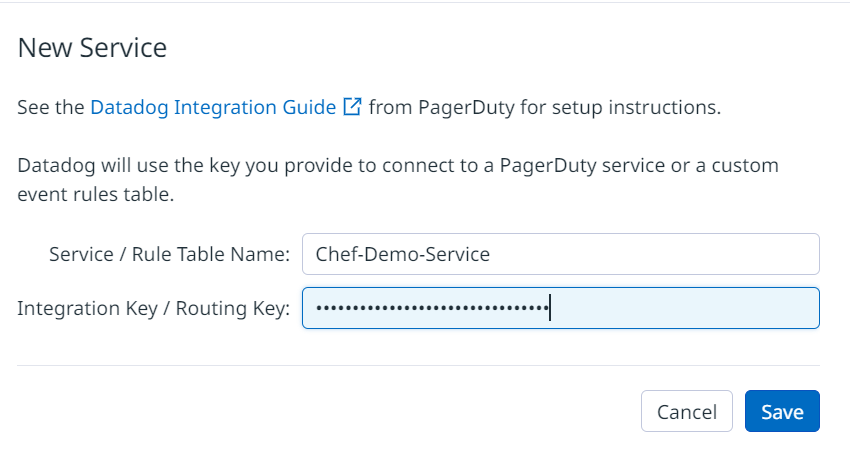 New Service
See the Datadog Integration Guide from PagerDuty for setup instructions.
Datadog will use the key you provide to connect to a PagerDuty service or a custom
event rules table.
Service / Rule Table Name: Chef-Demo-Service
Integration Key / Routing Key: ••••••••••••••••••••••••••••••••
Cancel Save